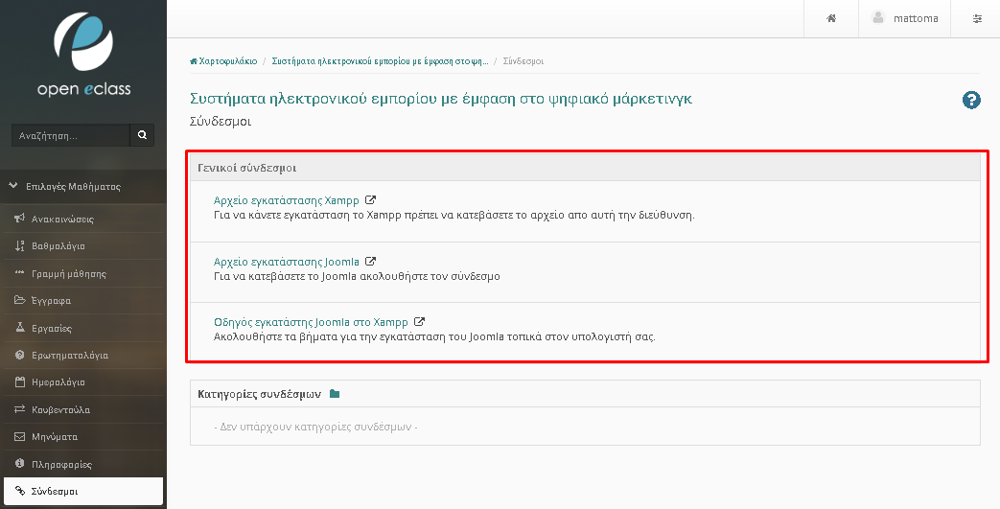 mattoma
open eclass
Χαρτοφυλάκιο / Συστήματα ηλεκτρονικού εμπορίου με έμφαση στο ψη... / Σύνδεσμοι
Συστήματα ηλεκτρονικού εμπορίου με έμφαση στο ψηφιακό μάρκετινγκ
Σύνδεσμοι
Αναζήτηση...
Επιλογές Μαθήματος
Ανακοινώσεις
Βαθμολόγιο
Γραμμή μάθησης
Έγγραφα
Εργασίες
Ερωτηματολόγια
Ημερολόγιο
Κουβεντούλα
Μηνύματα
Πληροφορίες
Σύνδεσμοι
Γενικοί σύνδεσμοι
Αρχείο εγκατάστασης Xampp
Για να κάνετε εγκατάσταση το Xampp πρέπει να κατεβάσετε το αρχείο απο αυτή την διεύθυνση.
Αρχείο εγκατάστασης Joomla
Για να κατεβάσετε το Joomla ακολουθήστε τον σύνδεσμο
Οδηγός εγκατάστης Joomla στο Xampp
Ακολουθήστε τα βήματα για την εγκατάσταση του Joomla τοπικά στον υπολογιστή σας.
Κατηγορίες συνδέσμων
- Δεν υπάρχουν κατηγορίες συνδέσμων -